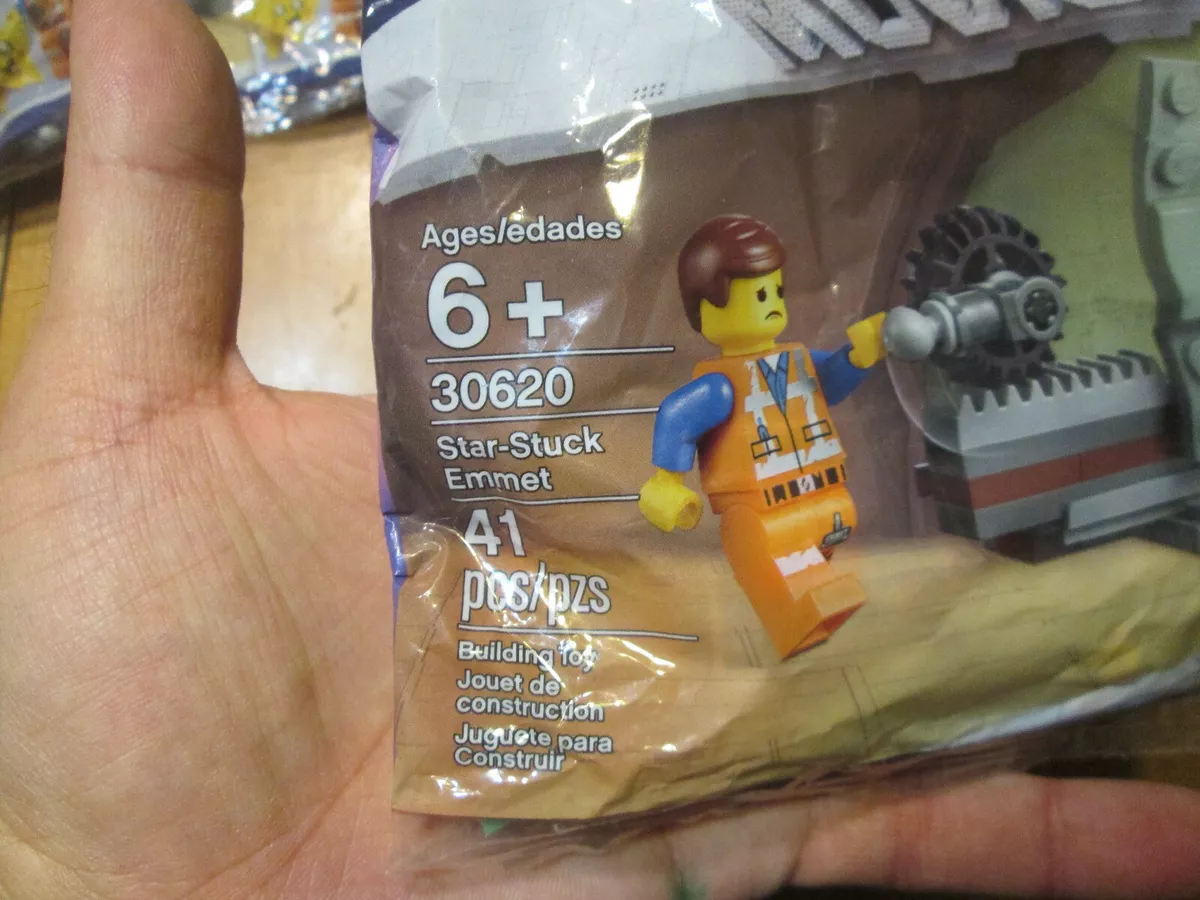 Ages/edades
6+
30620
Star-Stuck
Emmet
41
pcs/pzs
Building Toy
Jouet de
construction
Juguete para
Construir